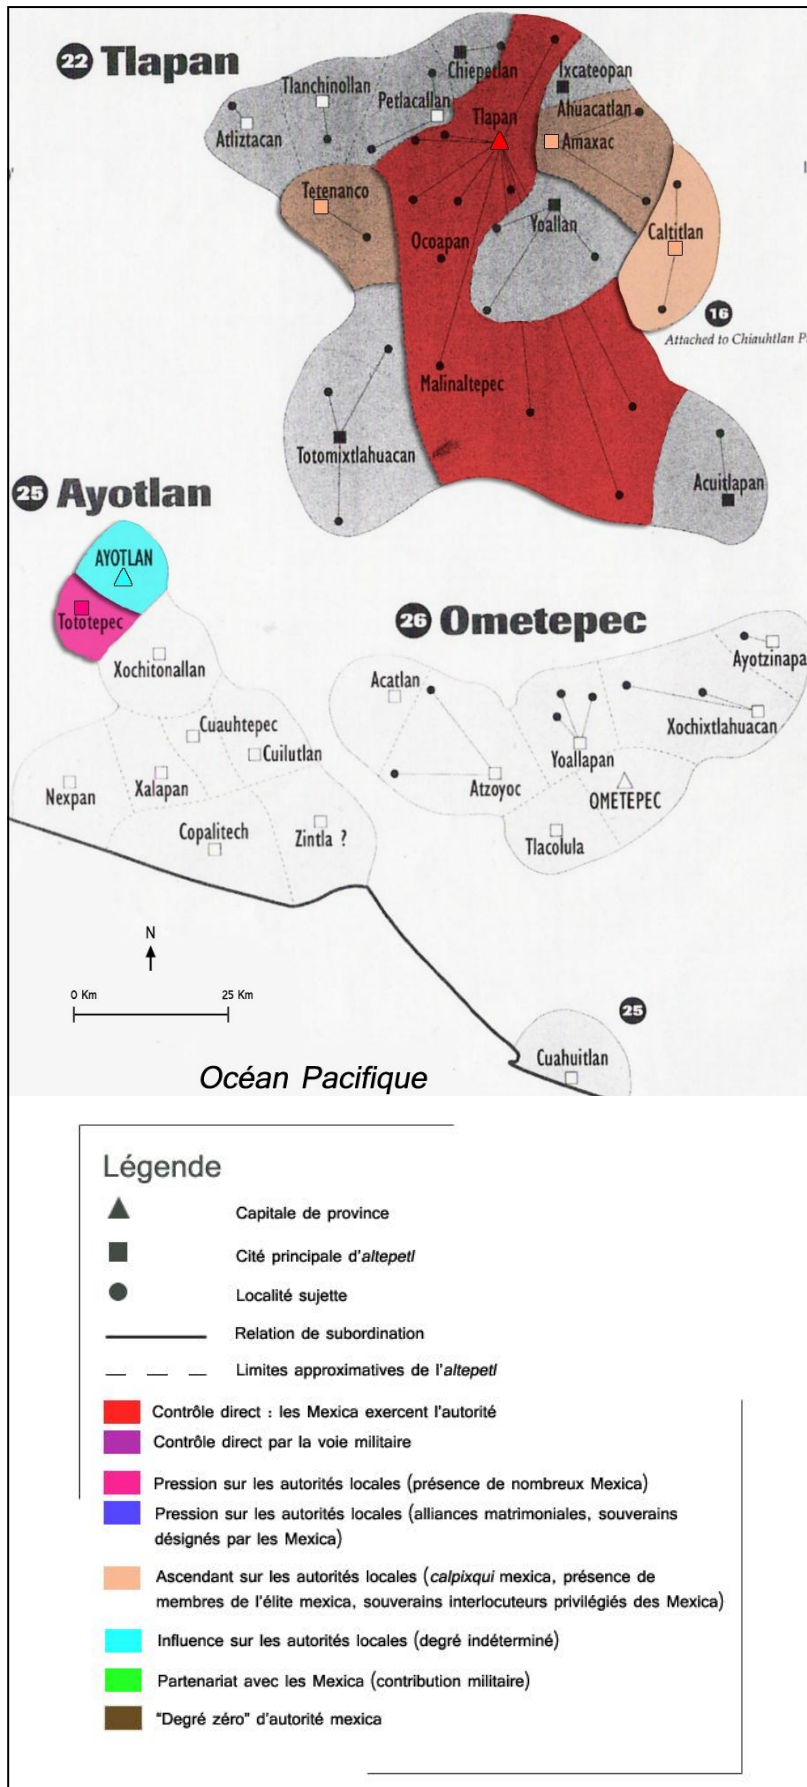 22 Tlapan
Chiepetlan
Ixcateopan
Tlanchinollan
Petlacallan
Ahuacatlan
Tlapan
Atliztacan
Amaxac
Tetenanco
Yoallan
Caltitlan
Ocoapan
16
Attached to Chiauhtlan P
Malinaltepec
Totomixtlahuacan
Acuitlapan
25 Ayotlan
AYOTLAN
Tototepec
26 Ometepec
Xochitonallan
Ayotzinapa
Acatlan
Cuauhtepec
Xochixtlahuacan
Cuilutlan
Yoallapan
Nexpan
Xalapan
Atzoyoc
OMETEPEC
Copalitech
Zintla ?
Tlacolula
N
0 Km 25 Km
25
Cuahuitlan
Océan Pacifique
Légende
Capitale de province
Cité principale d'altepetl
Localité sujette
Relation de subordination
Limites approximatives de l'altepetl
Contrôle direct : les Mexica exercent l'autorité
Contrôle direct par la voie militaire
Pression sur les autorités locales (présence de nombreux Mexica)
Pression sur les autorités locales (alliances matrimoniales, souverains
désignés par les Mexica)
Ascendant sur les autorités locales (calpixqui mexica, présence de
membres de l'élite mexica, souverains interlocuteurs privilégiés des Mexica)
Influence sur les autorités locales (degré indéterminé)
Partenariat avec les Mexica (contribution militaire)
"Degré zéro" d'autorité mexica